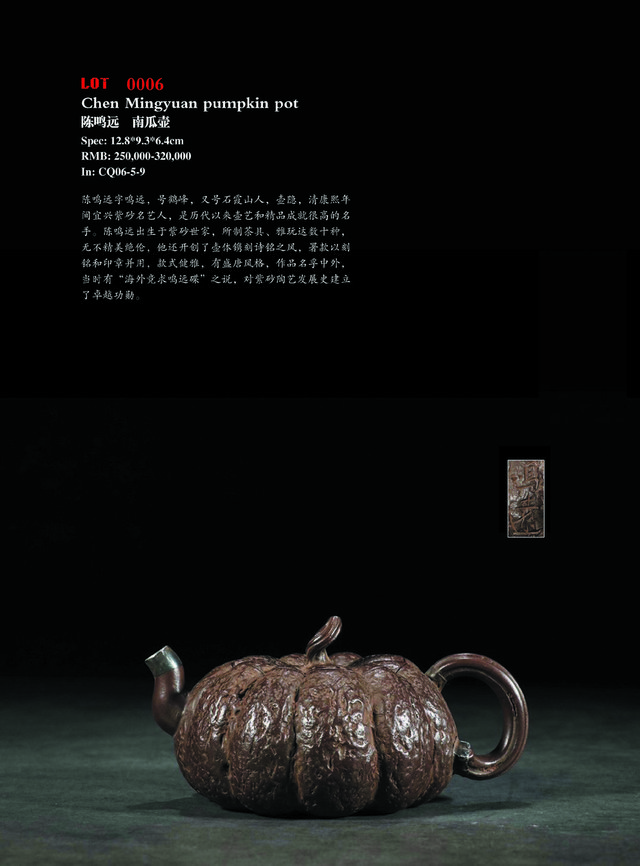 LOT 0006
Chen Mingyuan pumpkin pot
陈鸣远 南瓜壶
Spec: 12.8*9.3*6.4cm
RMB: 250,000-320,000
In: CQ06-5-9
陈鸣远字鸣远，号鹤峰，又号石霞山人，壶隐，清康熙年
间宜兴紫砂名艺人，是历代以来壶艺和精品成就很高的名
手。陈鸣远出生于紫砂世家，所制茶具、雅玩达数十种，
无不精美绝伦，他还开创了壶体镌刻诗铭之风，署款以刻
铭和印章并用，款式健雅，有盛唐风格，作品名孚中外，
当时有“海外竞求鸣远碟”之说，对紫砂陶艺发展史建立
了卓越功勋。